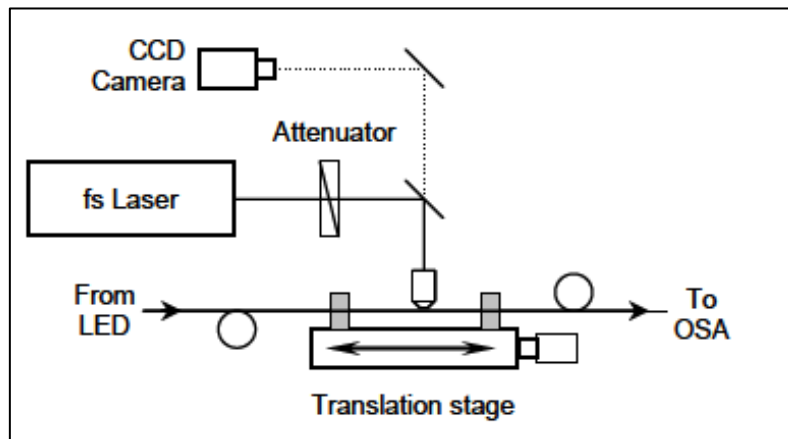 CCD
Camera
Attenuator
fs Laser
From
LED
To
OSA
Translation stage